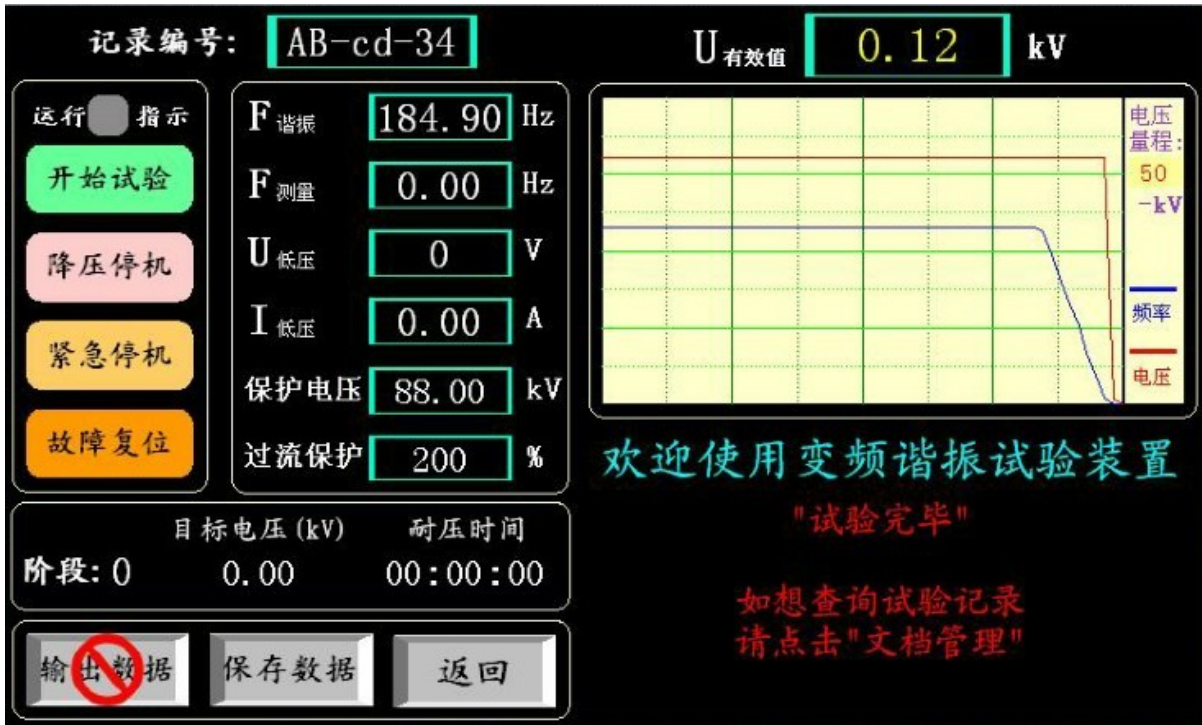 记录编号: AB-cd-34
U有效值 0.12 kV
运行 指示
开始试验
降压停机
紧急停机
故障复位
F谐振 184.90 Hz
F测量 0.00 Hz
U低压 0 V
I低压 0.00 A
保护电压 88.00 kV
过流保护 200 %
电压
量程:
50
-kV
频率
电压
欢迎使用变频谐振试验装置
"试验完毕"
如想查询试验记录
请点击"文档管理"
目标电压(kV) 耐压时间
阶段: 0 0.00 00:00:00
输出数据 保存数据 返回